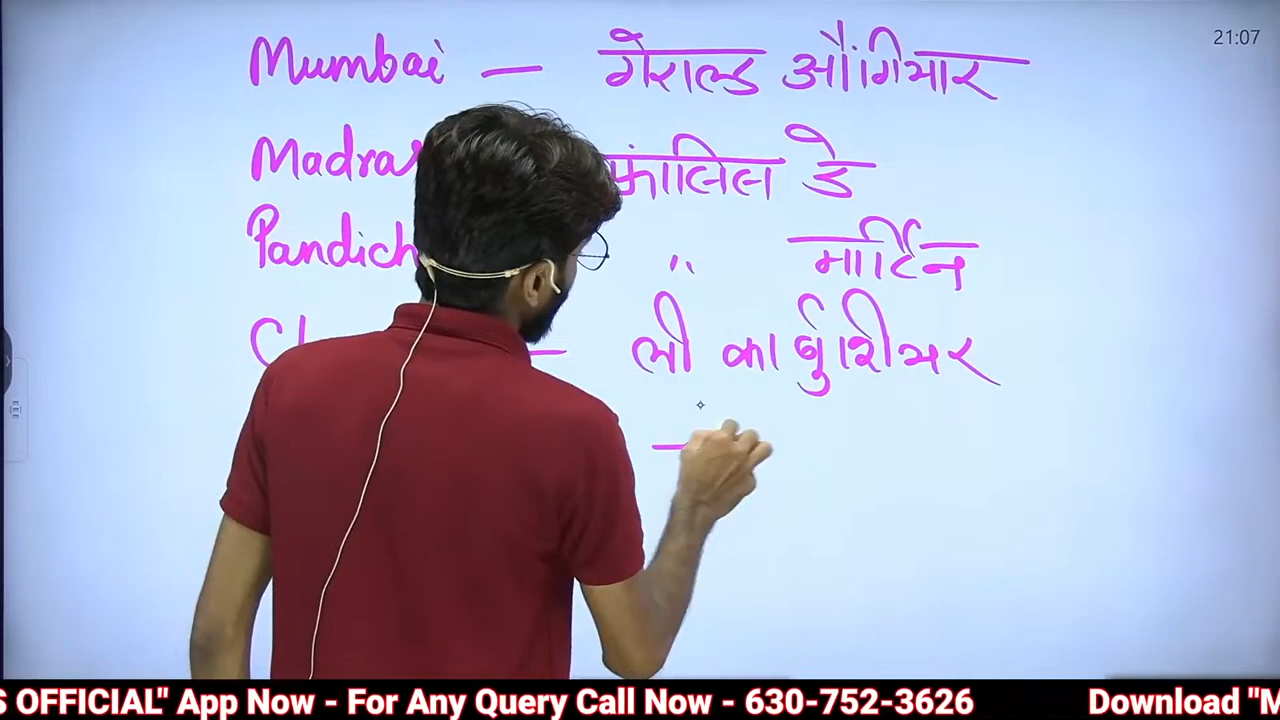 21:07
Mumbai — गेराल्ड औंगियार
Madra फ्रांसिस डे
Pandich " मार्टिन
— ली कार्बुशियर
S OFFICIAL" App Now - For Any Query Call Now - 630-752-3626 Download "M